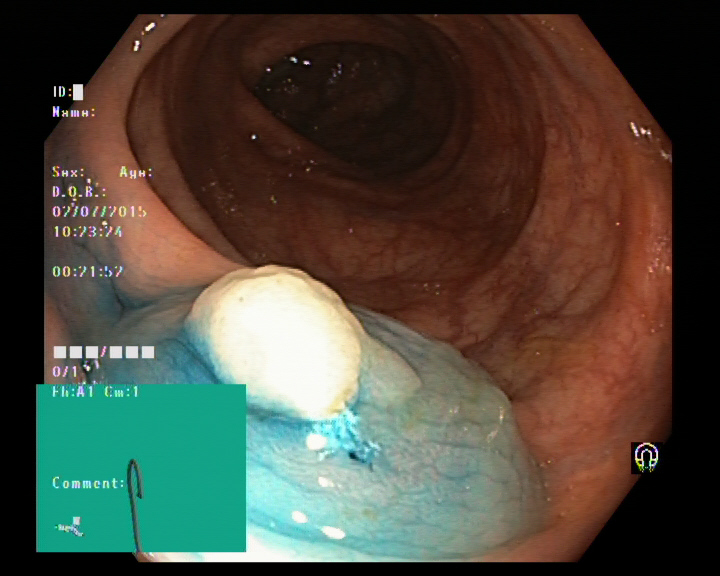 ID:
Name:
Sex: Age:
D.O.B.:
02/07/2015
10:23:24
00:21:52
■■■/■■■
0/1
Eh:A1 Cm:1
Comment: